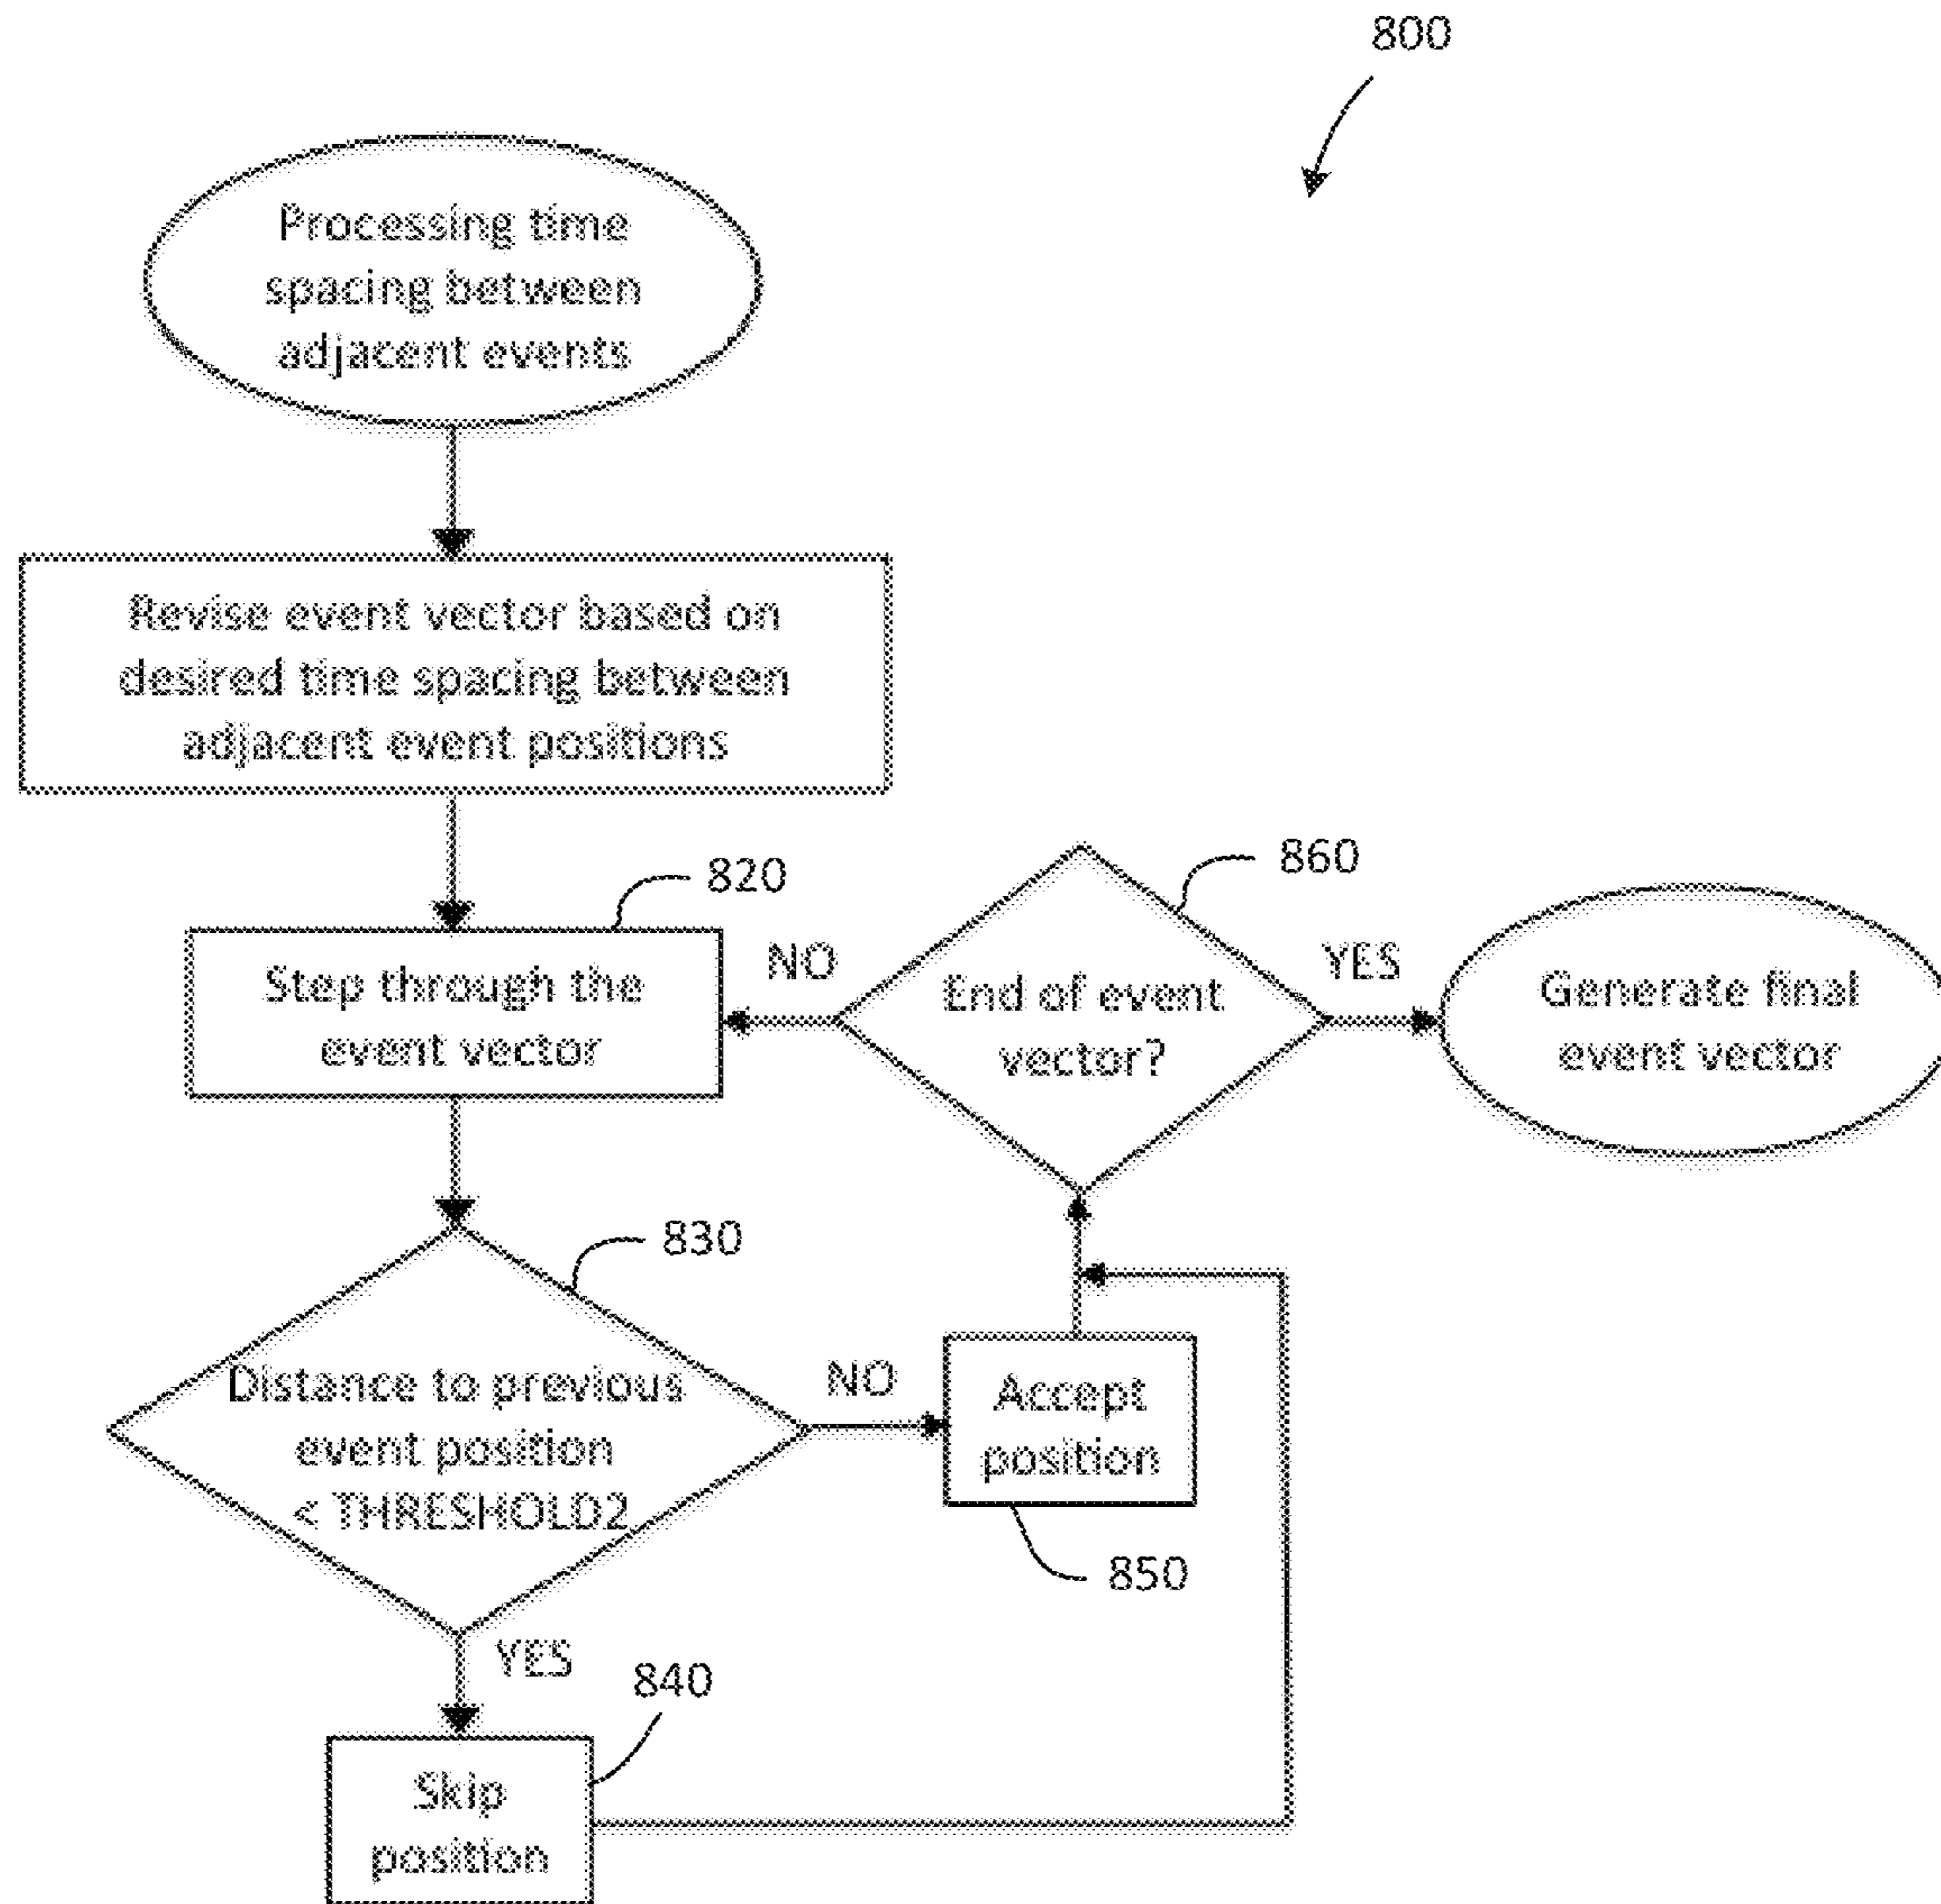 800
Processing time
spacing between
adjacent events
Revise event vector based on
desired time spacing between
adjacent event positions
820
Step through the
event vector
NO
860
End of event
vector?
YES
Generate final
event vector
830
Distance to previous
event position
< THRESHOLD2
NO
Accept
position
850
YES
840
Skip
position